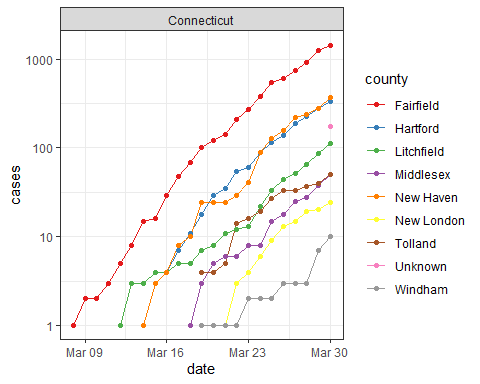 Connecticut
1000
100
10
1
cases
Mar 09 Mar 16 Mar 23 Mar 30
date
county
Fairfield
Hartford
Litchfield
Middlesex
New Haven
New London
Tolland
Unknown
Windham